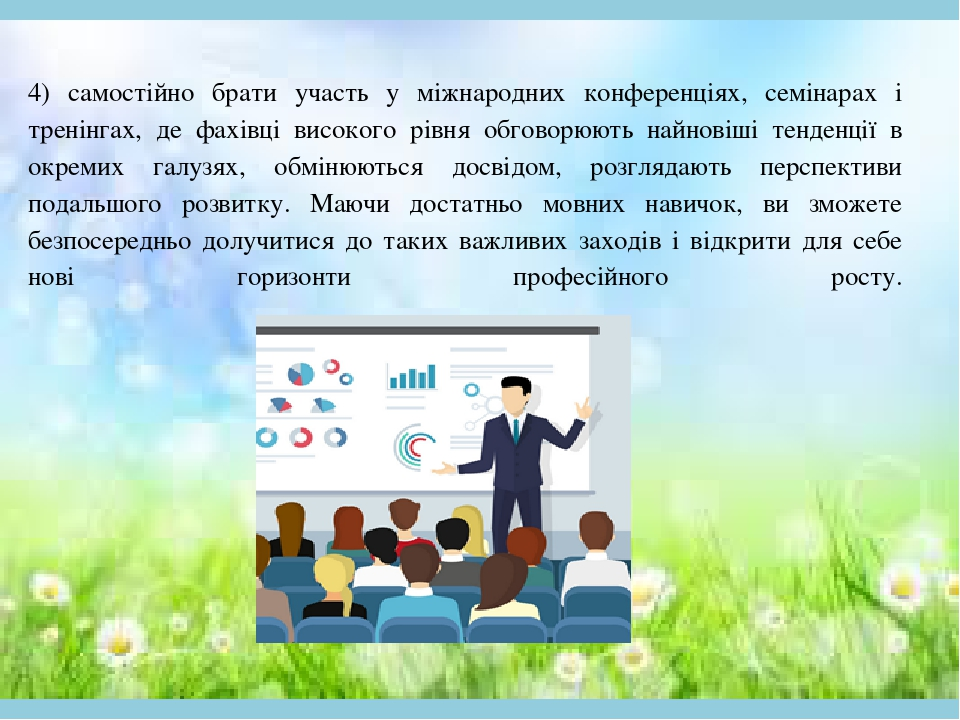 4) самостійно брати участь у міжнародних конференціях, семінарах і
тренінгах, де фахівці високого рівня обговорюють найновіші тенденції в
окремих галузях, обмінюються досвідом, розглядають перспективи
подальшого розвитку. Маючи достатньо мовних навичок, ви зможете
безпосередньо долучитися до таких важливих заходів і відкрити для себе
нові горизонти професійного росту.